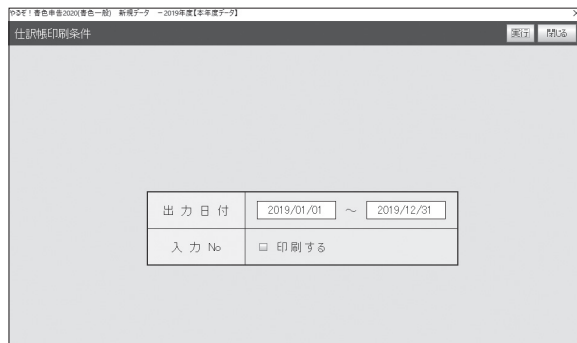 やるぞ！青色申告2020(青色一般) 新規データ －2019年度【本年度データ】 ×
仕訳帳印刷条件 実行 閉じる
出力日付 2019/01/01 ～ 2019/12/31
入力No 印刷する